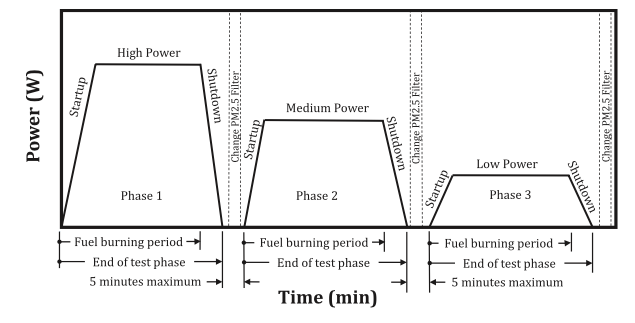 Power (W)
High Power
Startup
Shutdown
Phase 1
Change PM2.5 Filter
Medium Power
Startup
Shutdown
Phase 2
Change PM2.5 Filter
Low Power
Startup
Shutdown
Phase 3
Change PM2.5 Filter
Fuel burning period
Fuel burning period
Fuel burning period
End of test phase
End of test phase
End of test phase
5 minutes maximum
5 minutes maximum
Time (min)